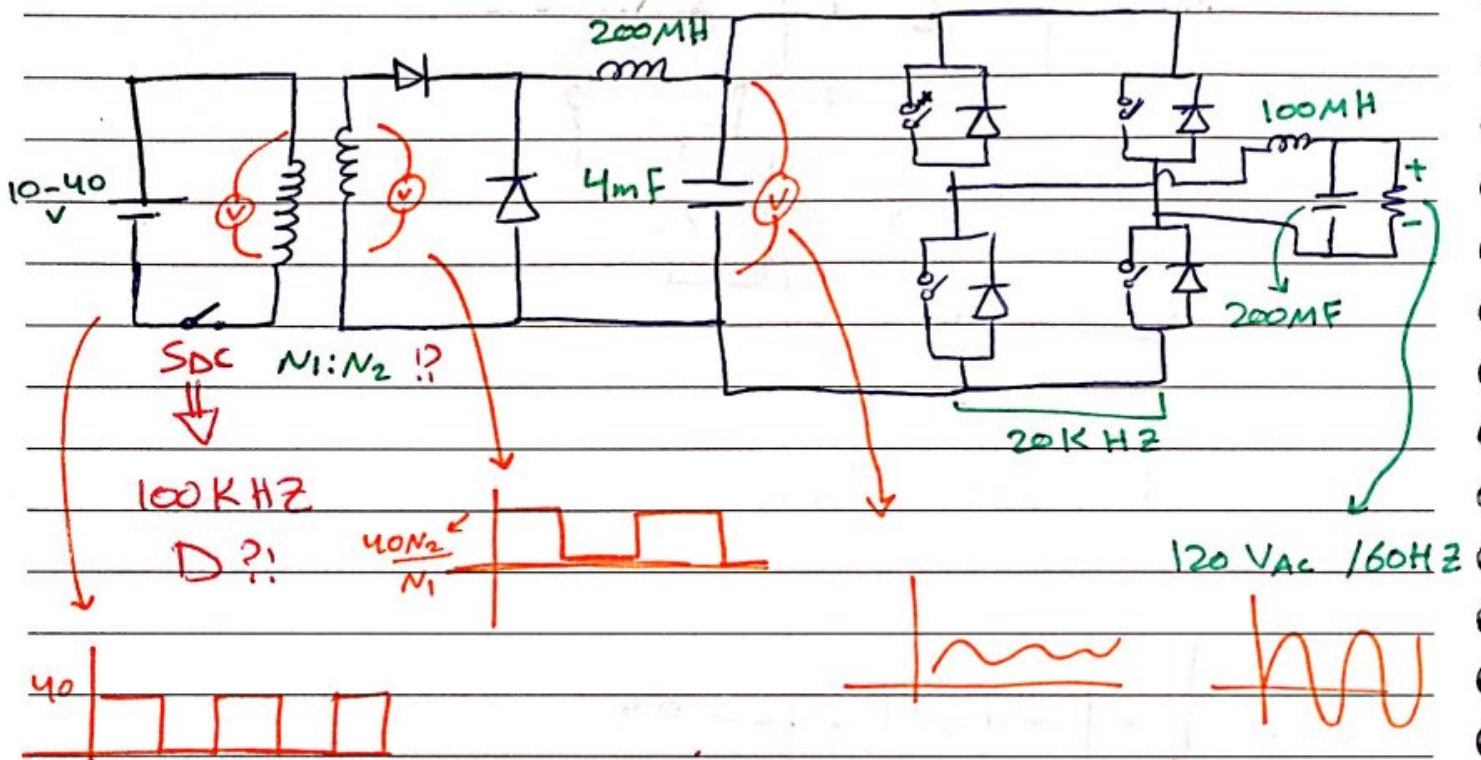 200MH
100MH
10-40
V
V
V
4mF
V
+
-
200MF
SDC N1:N2 !?
20KHZ
100KHZ
D ?!
40N2
N1
120 VAC /60HZ
40